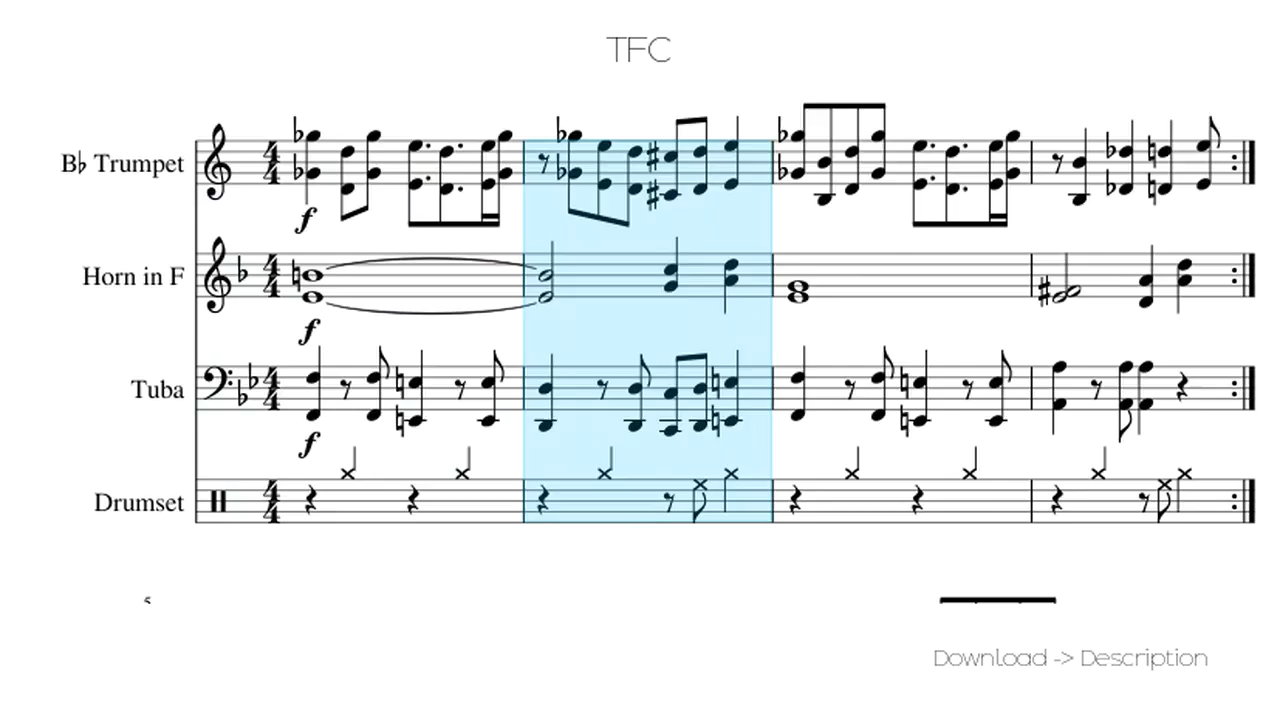 TFC
B♭ Trumpet
f
Horn in F
f
Tuba
f
Drumset
5
Download -> Description